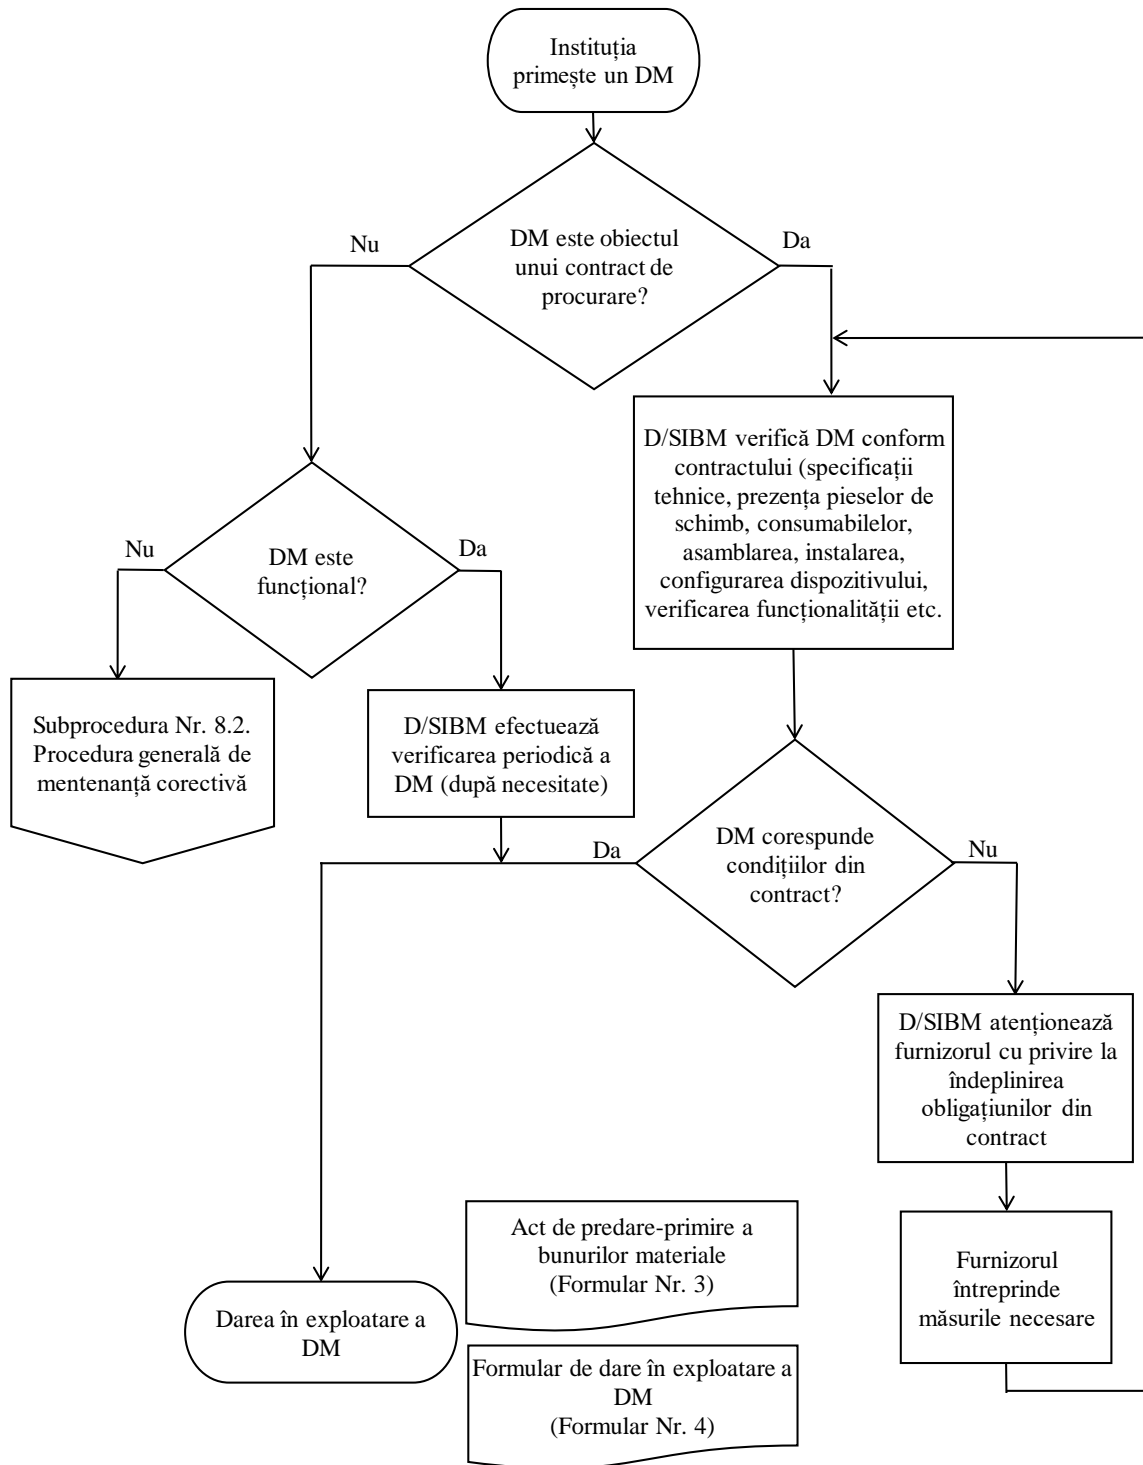 Instituția
primește un DM
Nu
DM este obiectul
unui contract de
procurare?
Da
D/SIBM verifică DM conform
contractului (specificații
tehnice, prezența pieselor de
schimb, consumabilelor,
asamblarea, instalarea,
configurarea dispozitivului,
verificarea funcționalității etc.
Nu
DM este
funcțional?
Da
Subprocedura Nr. 8.2.
Procedura generală de
mentenanță corectivă
D/SIBM efectuează
verificarea periodică a
DM (după necesitate)
Da
DM corespunde
condițiilor din
contract?
Nu
D/SIBM atenționează
furnizorul cu privire la
îndeplinirea
obligațiunilor din
contract
Act de predare-primire a
bunurilor materiale
(Formular Nr. 3)
Furnizorul
întreprinde
măsurile necesare
Darea în exploatare a
DM
Formular de dare în exploatare a
DM
(Formular Nr. 4)